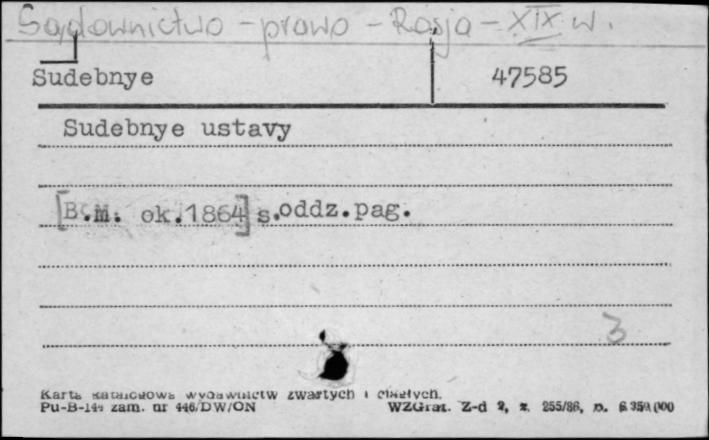 Sądownictwo - prawo - Rosja - XIX w.
Sudebnye 47585
Sudebnye ustavy
[B.m. ok.1864] s.oddz.pag.
3
Karta katalogowa wydawnictw zwartych i ciągłych.
Pu-B-144 zam. nr 446/DW/ON WZGraf. Z-d 2, z. 255/86, n.